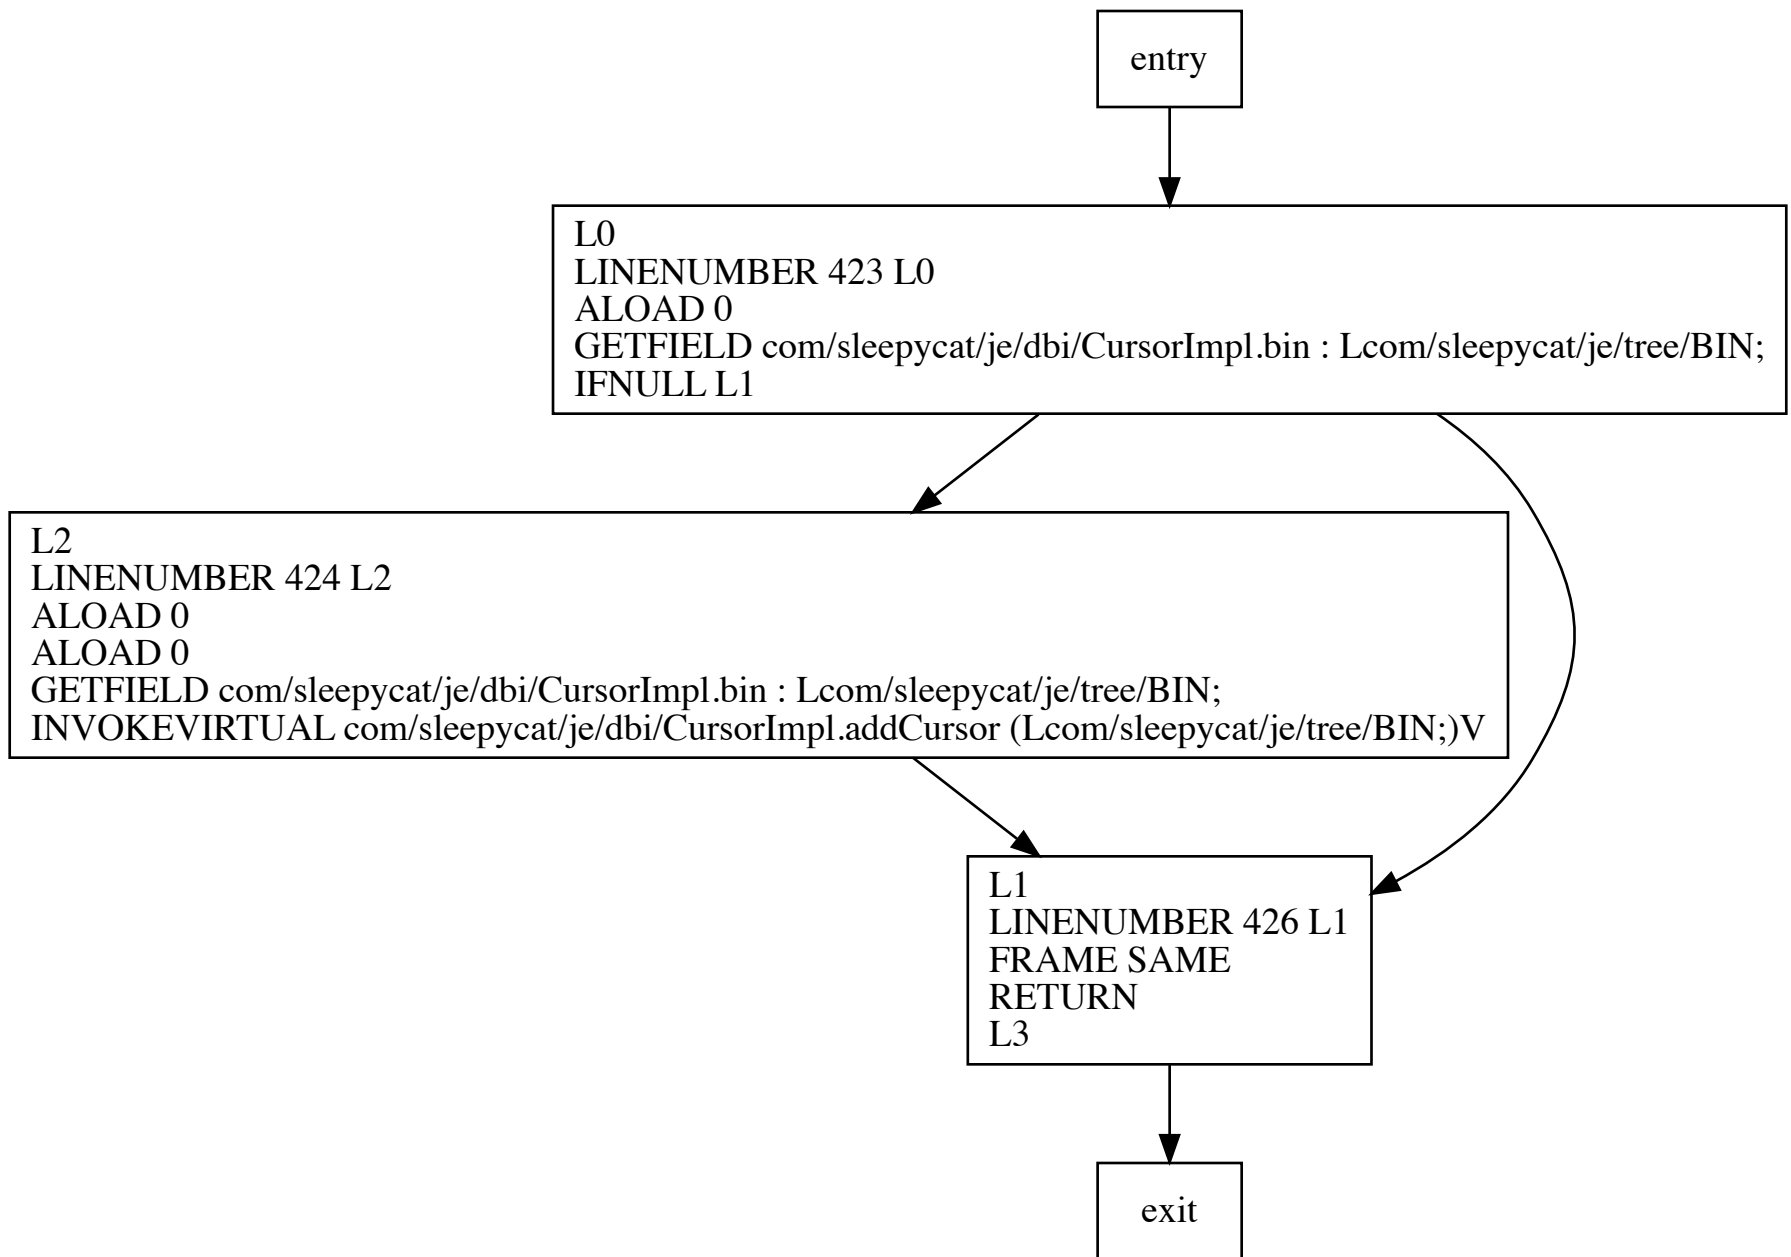 entry
L0
LINENUMBER 423 L0
ALOAD 0
GETFIELD com/sleepycat/je/dbi/CursorImpl.bin : Lcom/sleepycat/je/tree/BIN;
IFNULL L1
L2
LINENUMBER 424 L2
ALOAD 0
ALOAD 0
GETFIELD com/sleepycat/je/dbi/CursorImpl.bin : Lcom/sleepycat/je/tree/BIN;
INVOKEVIRTUAL com/sleepycat/je/dbi/CursorImpl.addCursor (Lcom/sleepycat/je/tree/BIN;)V
L1
LINENUMBER 426 L1
FRAME SAME
RETURN
L3
exit